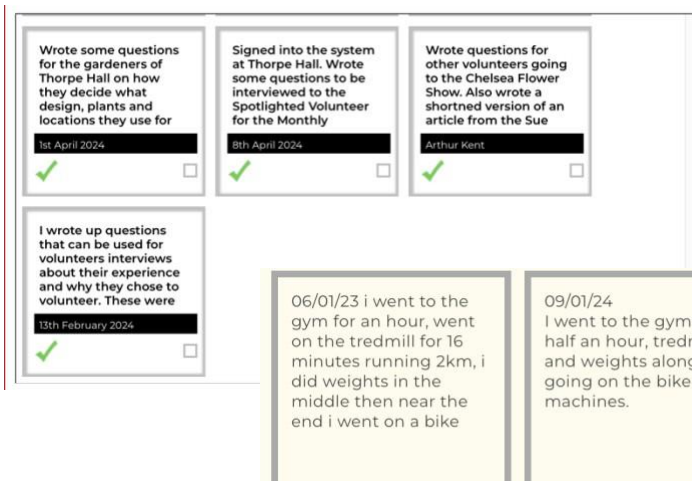 Wrote some questions
for the gardeners of
Thorpe Hall on how
they decide what
design, plants and
locations they use for
1st April 2024
Signed into the system
at Thorpe Hall. Wrote
some questions to be
interviewed to the
Spotlighted Volunteer
for the Monthly
8th April 2024
Wrote questions for
other volunteers going
to the Chelsea Flower
Show. Also wrote a
shortned version of an
article from the Sue
Arthur Kent
I wrote up questions
that can be used for
volunteers interviews
about their experience
and why they chose to
volunteer. These were
13th February 2024
06/01/23 i went to the
gym for an hour, went
on the tredmill for 16
minutes running 2km, i
did weights in the
middle then near the
end i went on a bike
09/01/24
I went to the gym
half an hour,
and weights
going on the bike
machines.